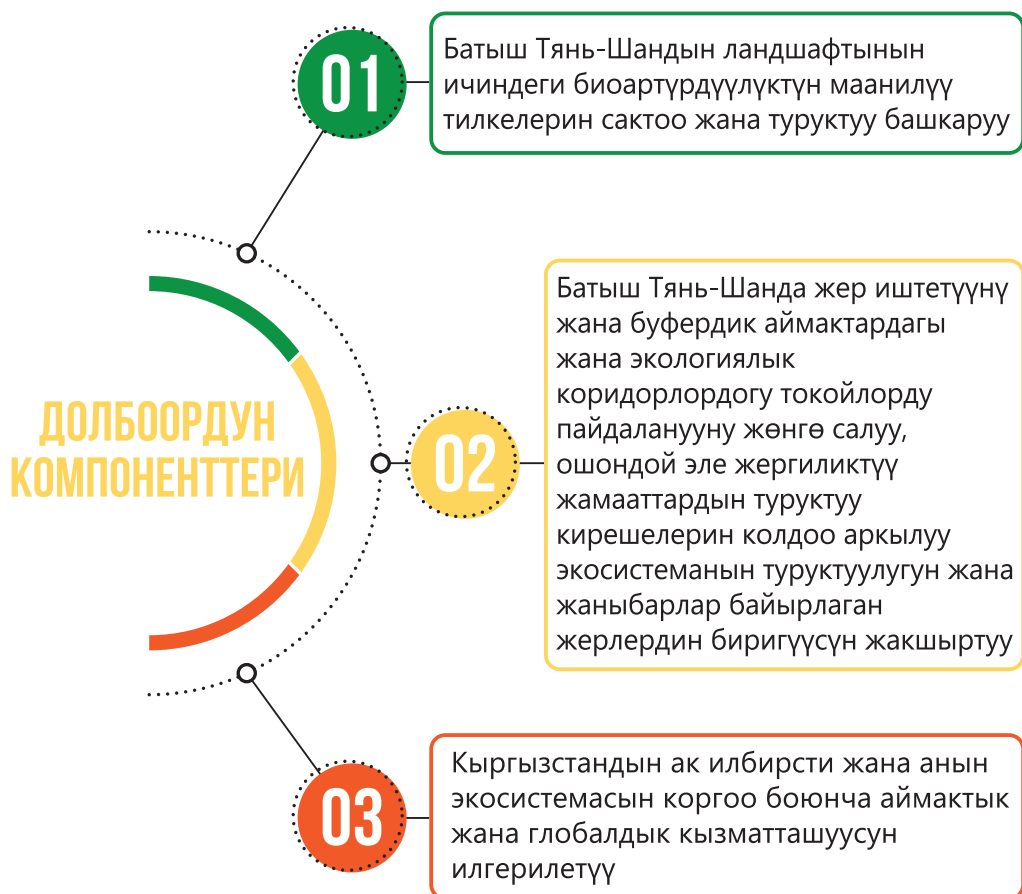 ДОЛБООРДУН
КОМПОНЕНТТЕРИ
01
Батыш Тянь-Шандын ландшафтынын
ичиндеги биоартүрдүүлүктүн маанилүү
тилкелерин сактоо жана туруктуу башкаруу
02
Батыш Тянь-Шанда жер иштетүүнү
жана буфердик аймактардагы
жана экологиялык
коридорлордогу токойлорду
пайдаланууну жөнгө салуу,
ошондой эле жергиликтүү
жамааттардын туруктуу
кирешелерин колдоо аркылуу
экосистеманын туруктуулугун жана
жаныбарлар байырлаган
жерлердин биригүүсүн жакшыртуу
03
Кыргызстандын ак илбирсти жана анын
экосистемасын коргоо боюнча аймактык
жана глобалдык кызматташуусун
илгерилетүү